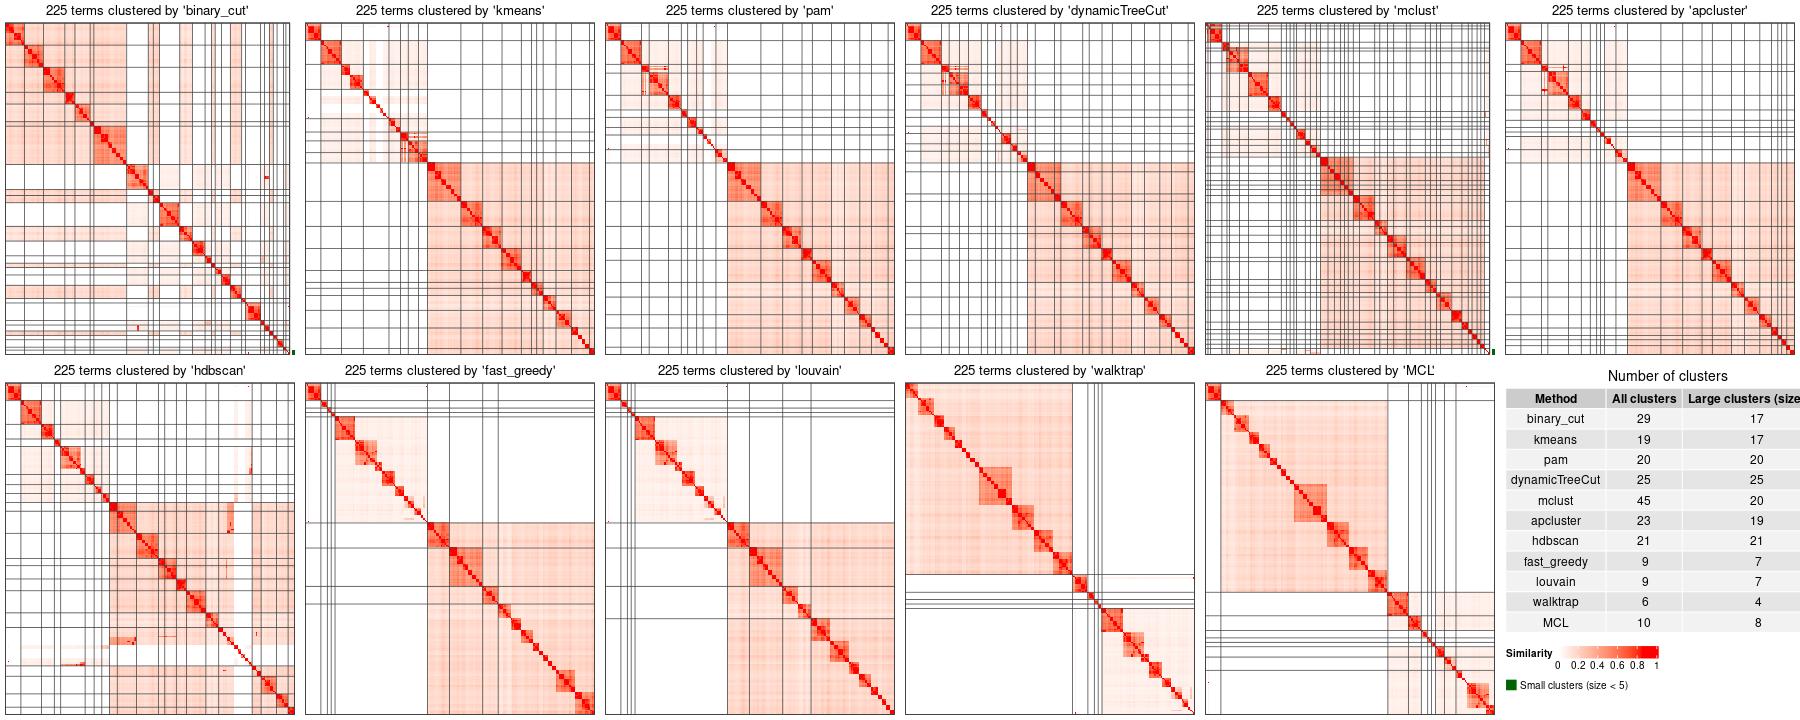 225 terms clustered by 'binary_cut'
225 terms clustered by 'kmeans'
225 terms clustered by 'pam'
225 terms clustered by 'dynamicTreeCut'
225 terms clustered by 'mclust'
225 terms clustered by 'apcluster'
225 terms clustered by 'hdbscan'
225 terms clustered by 'fast_greedy'
225 terms clustered by 'louvain'
225 terms clustered by 'walktrap'
225 terms clustered by 'MCL'
Number of clusters
Method All clusters Large clusters (size
binary_cut 29 17
kmeans 19 17
pam 20 20
dynamicTreeCut 25 25
mclust 45 20
apcluster 23 19
hdbscan 21 21
fast_greedy 9 7
louvain 9 7
walktrap 6 4
MCL 10 8
Similarity
0 0.2 0.4 0.6 0.8 1
Small clusters (size < 5)